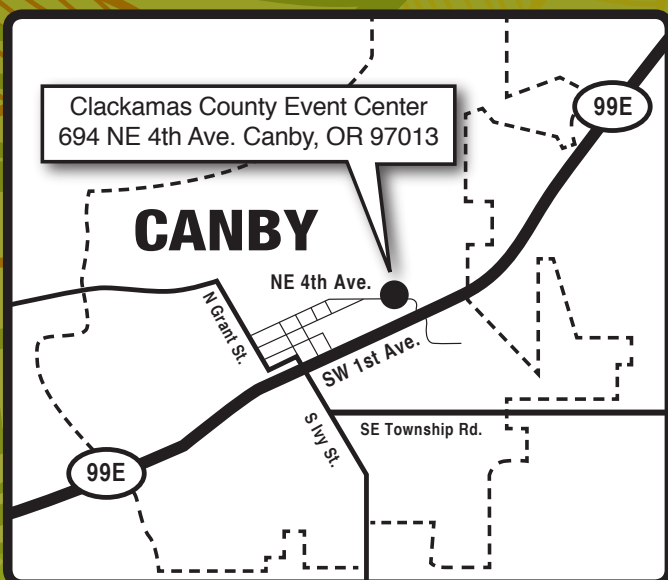 99E
Clackamas County Event Center
694 NE 4th Ave. Canby, OR 97013
CANBY
NE 4th Ave.
N Grant St.
SW 1st Ave.
S Ivy St.
SE Township Rd.
99E